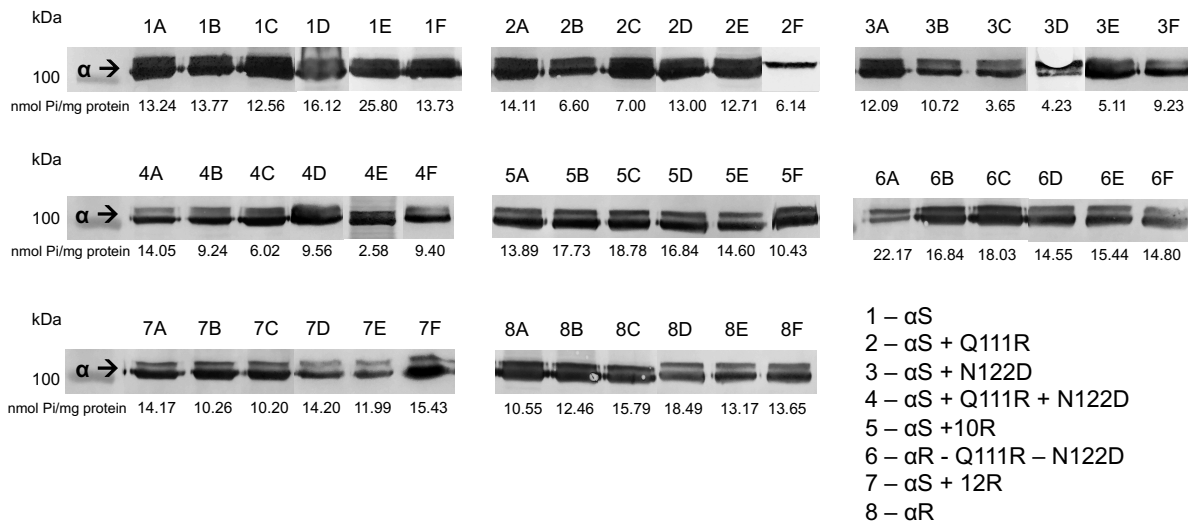 kDa
1A 1B 1C 1D 1E 1F
2A 2B 2C 2D 2E 2F
3A 3B 3C 3D 3E 3F
α →
100
nmol Pi/mg protein 13.24 13.77 12.56 16.12 25.80 13.73
14.11 6.60 7.00 13.00 12.71 6.14
12.09 10.72 3.65 4.23 5.11 9.23
kDa
4A 4B 4C 4D 4E 4F
5A 5B 5C 5D 5E 5F
6A 6B 6C 6D 6E 6F
α →
100
nmol Pi/mg protein 14.05 9.24 6.02 9.56 2.58 9.40
13.89 17.73 18.78 16.84 14.60 10.43
22.17 16.84 18.03 14.55 15.44 14.80
kDa
7A 7B 7C 7D 7E 7F
8A 8B 8C 8D 8E 8F
α →
100
nmol Pi/mg protein 14.17 10.26 10.20 14.20 11.99 15.43
10.55 12.46 15.79 18.49 13.17 13.65
1 – αS
2 – αS + Q111R
3 – αS + N122D
4 – αS + Q111R + N122D
5 – αS +10R
6 – αR - Q111R – N122D
7 – αS + 12R
8 – αR